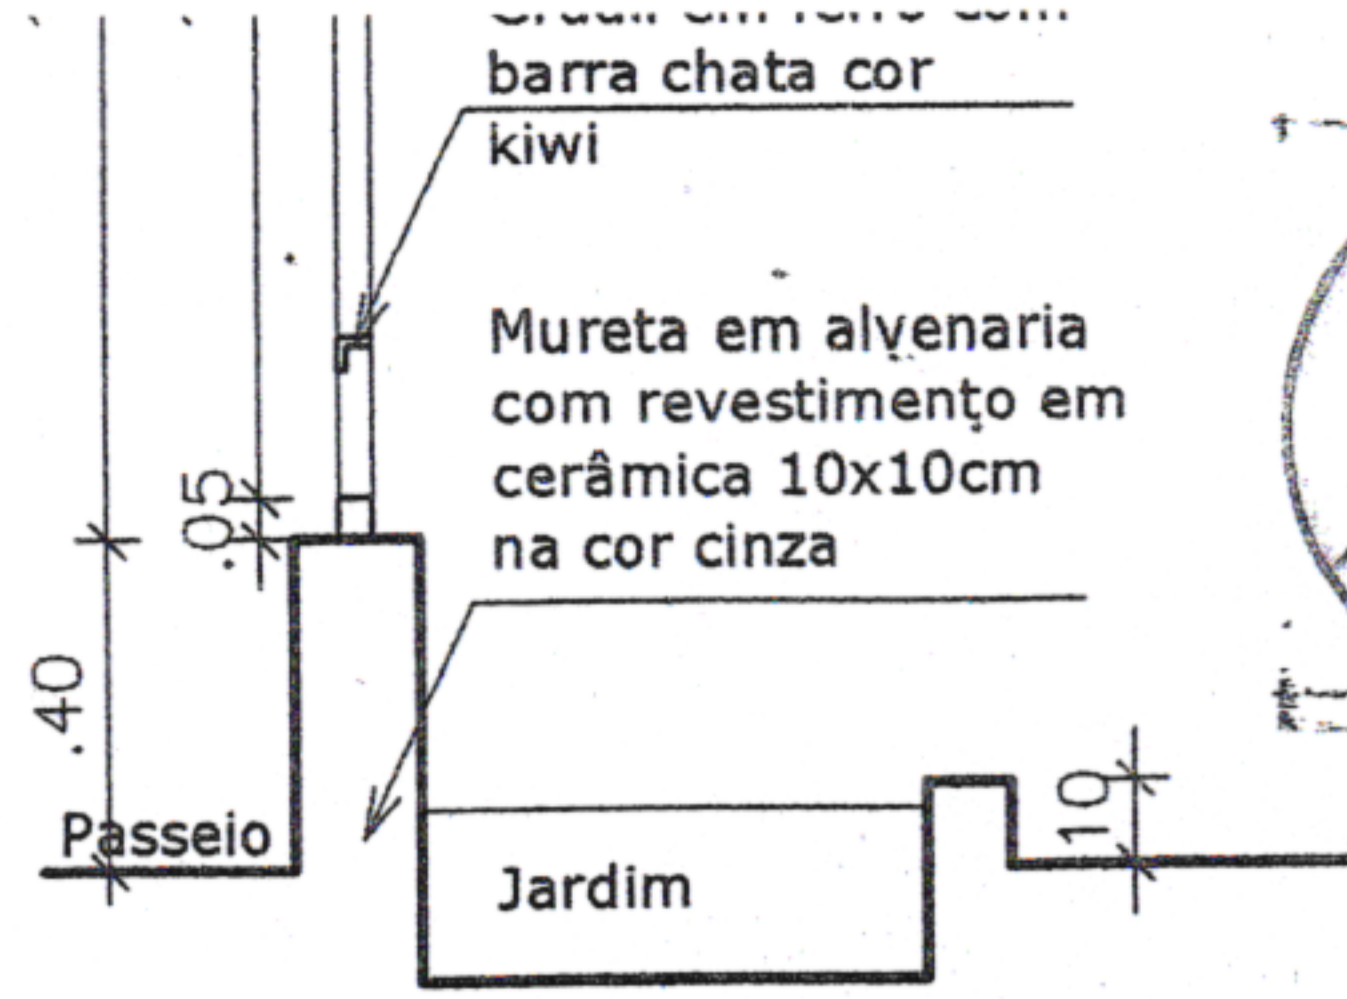 barra chata cor
kiwi
Mureta em alvenaria
com revestimento em
cerâmica 10x10cm
na cor cinza
.05
.40
Passeio
10
Jardim